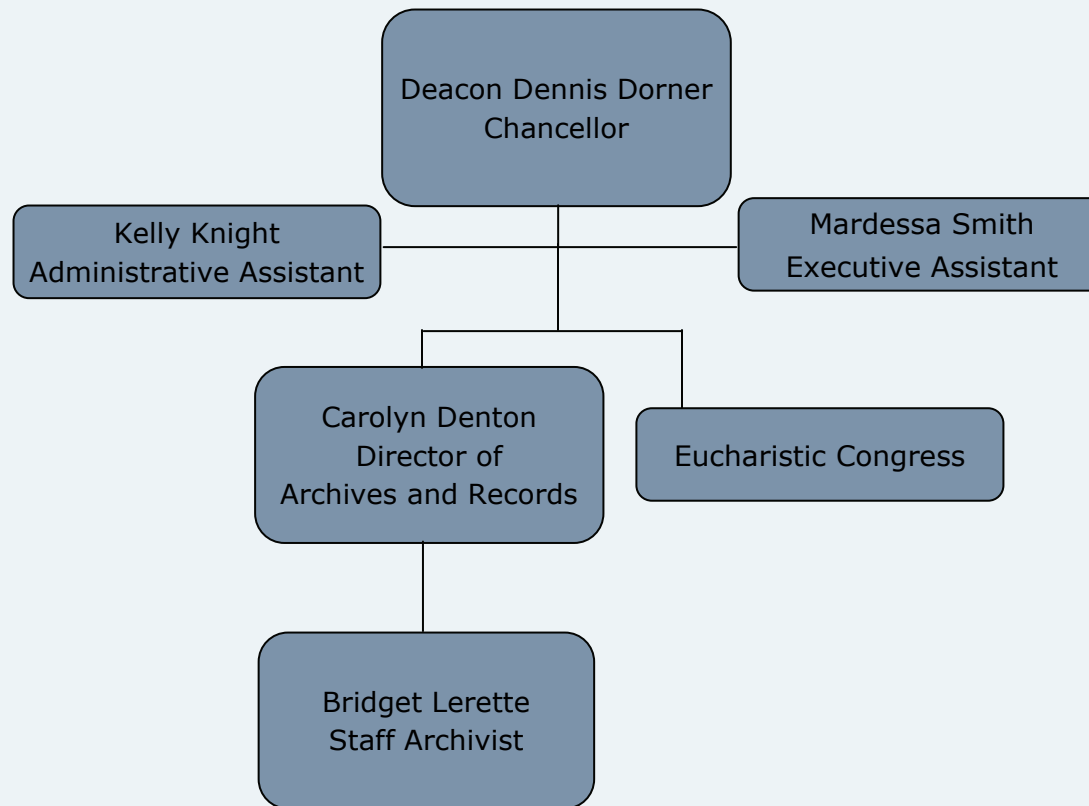 Deacon Dennis Dorner
Chancellor
Kelly Knight
Administrative Assistant
Mardessa Smith
Executive Assistant
Carolyn Denton
Director of
Archives and Records
Eucharistic Congress
Bridget Lerette
Staff Archivist